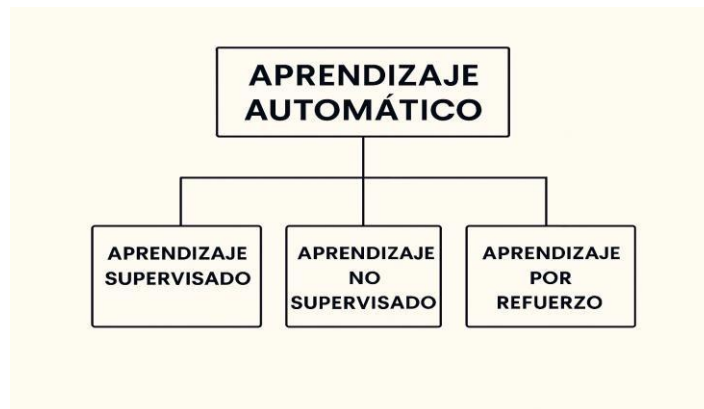 APRENDIZAJE
AUTOMÁTICO
APRENDIZAJE
SUPERVISADO
APRENDIZAJE
NO
SUPERVISADO
APRENDIZAJE
POR
REFUERZO